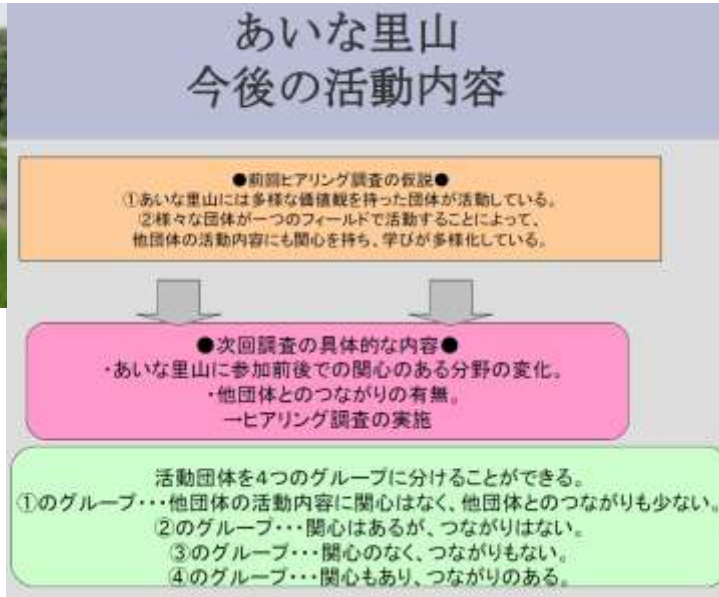 あいな里山
今後の活動内容
●前回ヒアリング調査の仮説●
①あいな里山には多様な価値観を持った団体が活動している。
②様々な団体が一つのフィールドで活動することによって、
他団体の活動内容にも関心を持ち、学びが多様化している。
●次回調査の具体的な内容●
・あいな里山に参加前後での関心のある分野の変化。
・他団体とのつながりの有無。
→ヒアリング調査の実施
活動団体を4つのグループに分けることができる。
①のグループ・・・他団体の活動内容に関心はなく、他団体とのつながりも少ない。
②のグループ・・・関心はあるが、つながりはない。
③のグループ・・・関心のなく、つながりもない。
④のグループ・・・関心もあり、つながりのある。